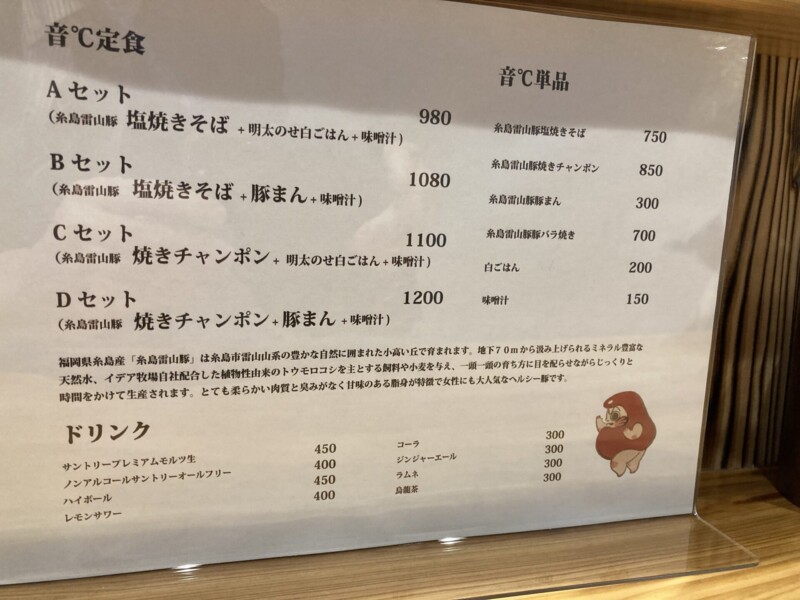 音℃定食
Aセット
(糸島雷山豚 塩焼きそば + 明太のせ白ごはん + 味噌汁) 980
Bセット
(糸島雷山豚 塩焼きそば + 豚まん + 味噌汁) 1080
Cセット
(糸島雷山豚 焼きチャンポン + 明太のせ白ごはん + 味噌汁) 1100
Dセット
(糸島雷山豚 焼きチャンポン + 豚まん + 味噌汁) 1200
音℃単品
糸島雷山豚塩焼きそば 750
糸島雷山豚焼きチャンポン 850
糸島雷山豚豚まん 300
糸島雷山豚豚バラ焼き 700
白ごはん 200
味噌汁 150
福岡県糸島産「糸島雷山豚」は糸島市雷山山系の豊かな自然に囲まれた小高い丘で育まれます。地下70mから汲み上げられるミネラル豊富な
天然水、イデア牧場自社配合した植物性由来のトウモロコシを主とする飼料や小麦を与え、一頭一頭の育ち方に目を配らせながらじっくりと
時間をかけて生産されます。とても柔らかい肉質と臭みがなく甘味のある脂身が特徴で女性にも大人気なヘルシー豚です。
ドリンク
サントリープレミアムモルツ生 450
ノンアルコールサントリーオールフリー 400
ハイボール 450
レモンサワー 400
コーラ 300
ジンジャーエール 300
ラムネ 300
烏龍茶 300